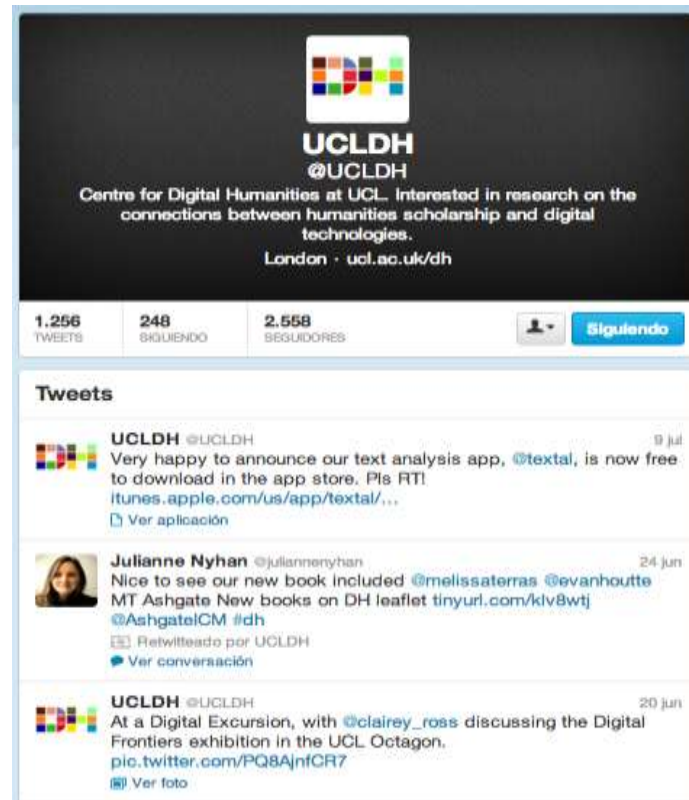 DH
UCLDH
@UCLDH
Centre for Digital Humanities at UCL. Interested in research on the
connections between humanities scholarship and digital
technologies.
London · ucl.ac.uk/dh
1.256 248 2.558
TWEETS SIGUIENDO SEGUIDORES
Siguiendo
Tweets
DH
UCLDH @UCLDH 9 jul
Very happy to announce our text analysis app, @textal, is now free
to download in the app store. Pls RT!
itunes.apple.com/us/app/textal/...
Ver aplicación
Julianne Nyhan @juliannenyhan 24 jun
Nice to see our new book included @melissaterras @evanhoutte
MT Ashgate New books on DH leaflet tinyurl.com/klv8wtj
@AshgateICM #dh
Retwitteado por UCLDH
Ver conversación
DH
UCLDH @UCLDH 20 jun
At a Digital Excursion, with @clairey_ross discussing the Digital
Frontiers exhibition in the UCL Octagon.
pic.twitter.com/PQ8AjnfCR7
Ver foto